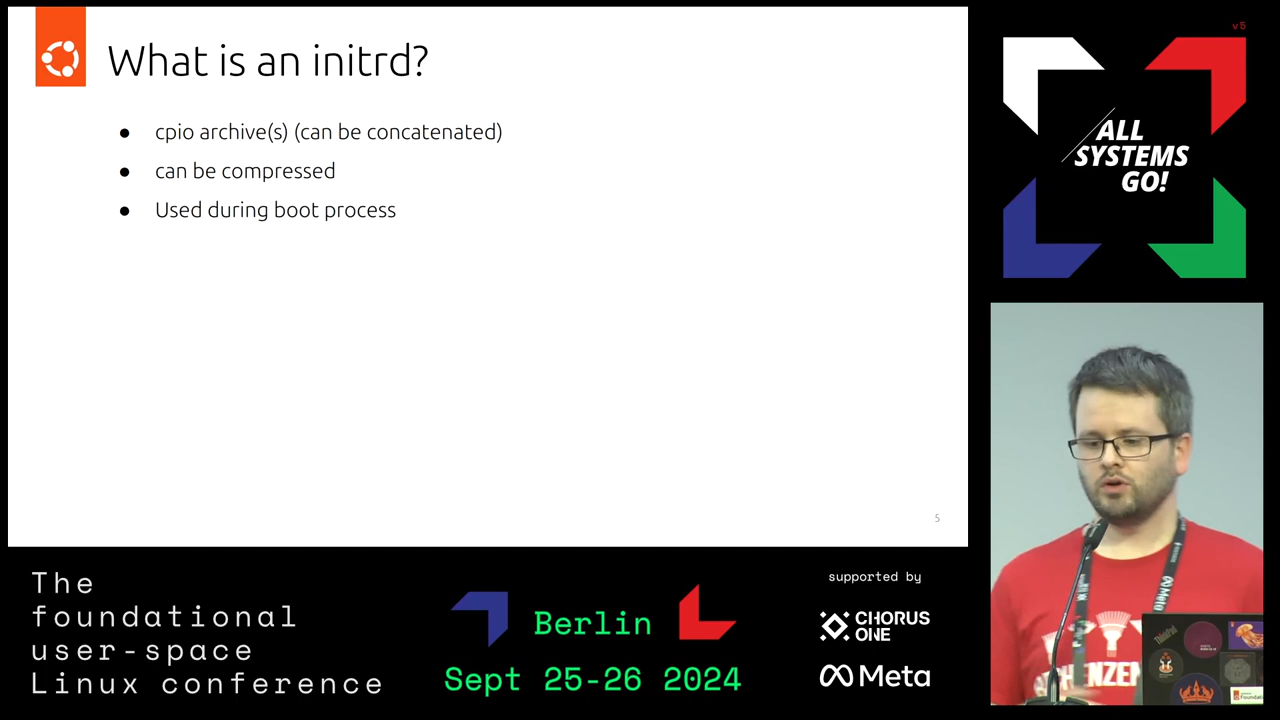 What is an initrd?
● cpio archive(s) (can be concatenated)
● can be compressed
● Used during boot process
5
v5
ALL
SYSTEMS
GO!
The
foundational
user-space
Linux conference
Berlin
Sept 25-26 2024
supported by
CHORUS
ONE
Meta
ThinkPad